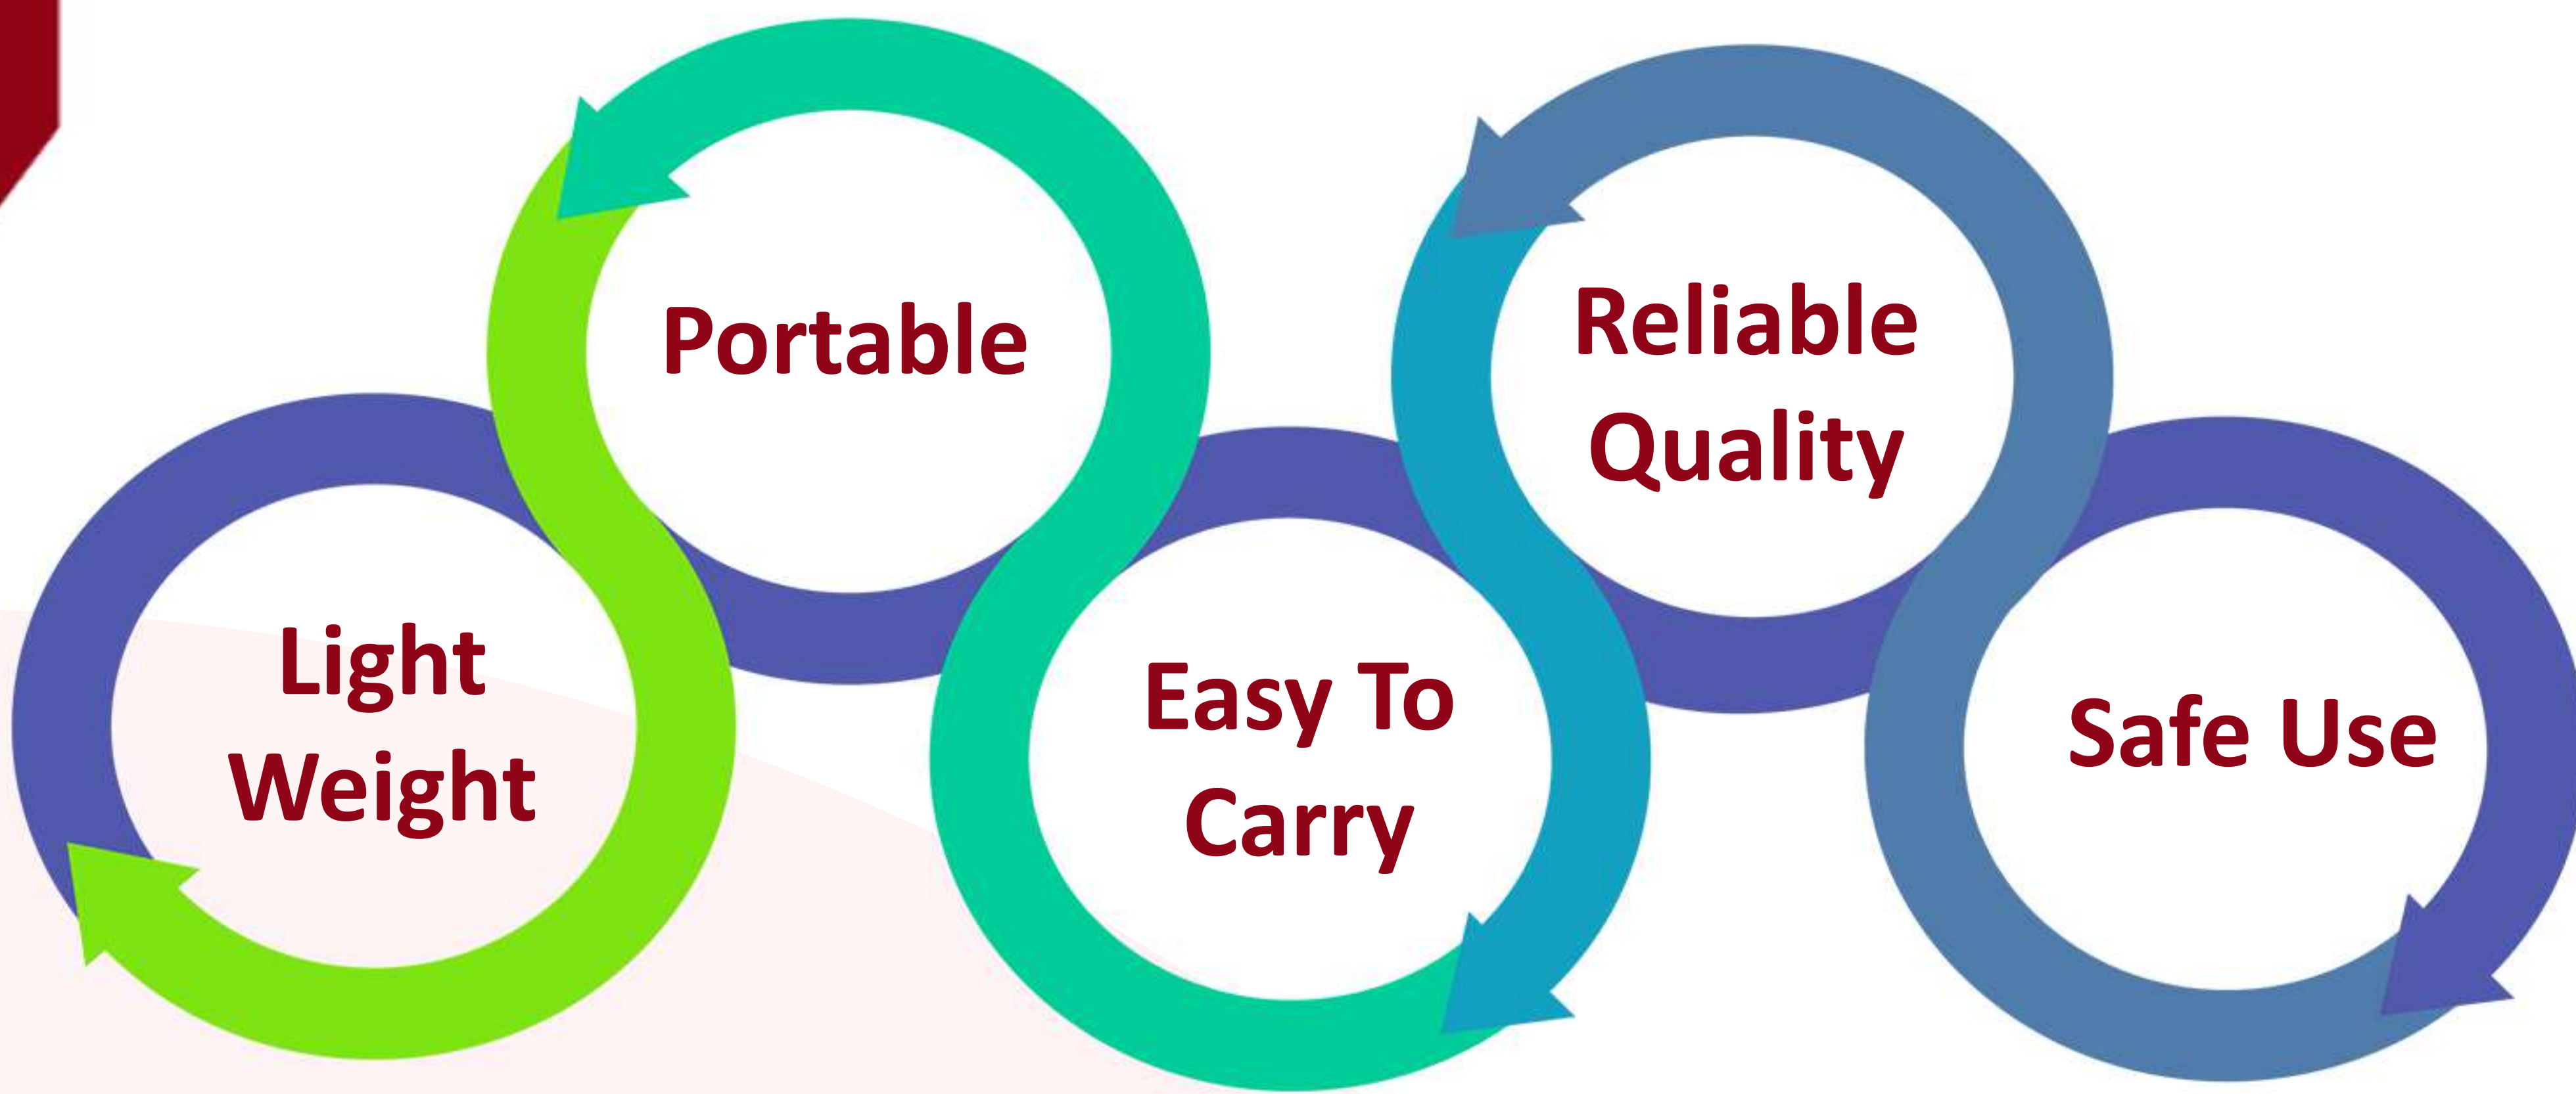 Light
Weight
Portable
Easy To
Carry
Reliable
Quality
Safe Use